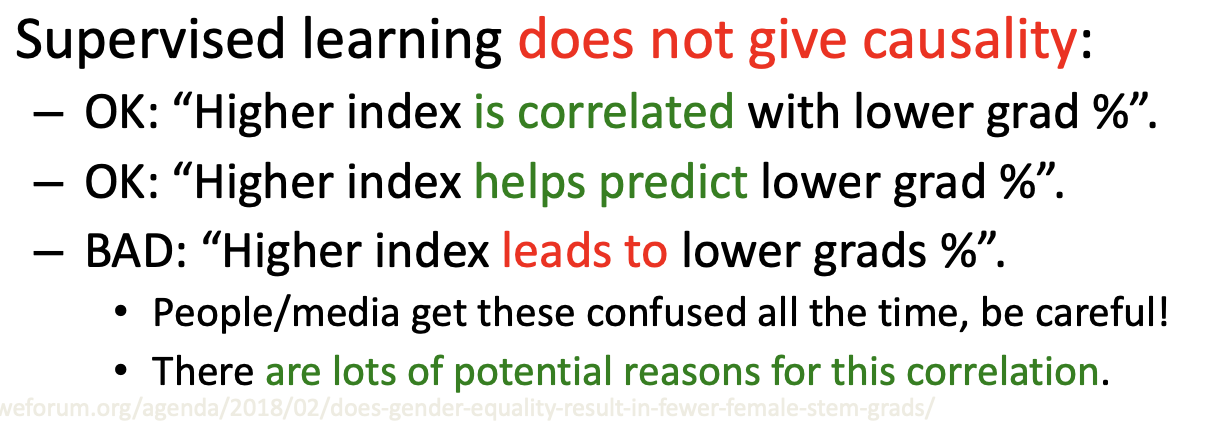 Supervised learning does not give causality:
– OK: “Higher index is correlated with lower grad %”.
– OK: “Higher index helps predict lower grad %”.
– BAD: “Higher index leads to lower grads %”.
• People/media get these confused all the time, be careful!
• There are lots of potential reasons for this correlation.
weforum.org/agenda/2018/02/does-gender-equality-result-in-fewer-female-stem-grads/